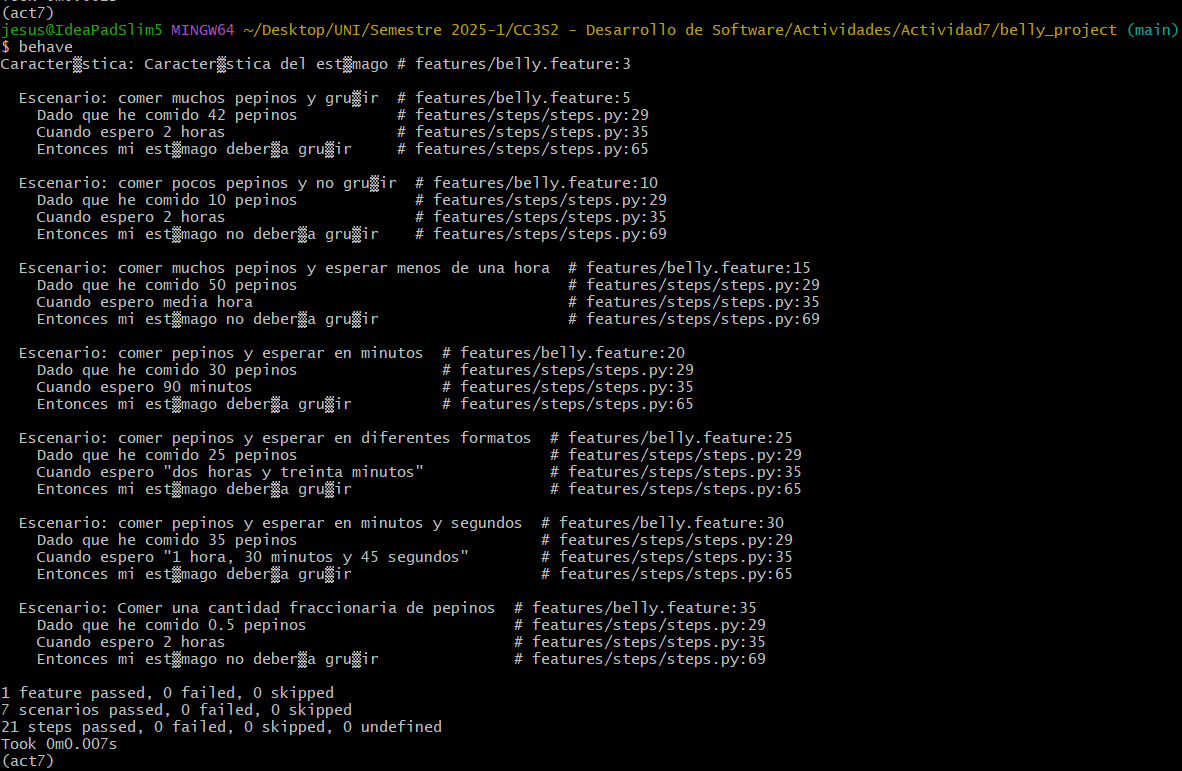 (act7)
jesus@IdeaPadSlim5 MINGW64 ~/Desktop/UNI/Semestre 2025-1/CC3S2 - Desarrollo de Software/Actividades/Actividad7/belly_project (main)
$ behave
Caracter▒stica: Caracter▒stica del est▒mago # features/belly.feature:3
Escenario: comer muchos pepinos y gru▒ir # features/belly.feature:5
Dado que he comido 42 pepinos # features/steps/steps.py:29
Cuando espero 2 horas # features/steps/steps.py:35
Entonces mi est▒mago deber▒a gru▒ir # features/steps/steps.py:65
Escenario: comer pocos pepinos y no gru▒ir # features/belly.feature:10
Dado que he comido 10 pepinos # features/steps/steps.py:29
Cuando espero 2 horas # features/steps/steps.py:35
Entonces mi est▒mago no deber▒a gru▒ir # features/steps/steps.py:69
Escenario: comer muchos pepinos y esperar menos de una hora # features/belly.feature:15
Dado que he comido 50 pepinos # features/steps/steps.py:29
Cuando espero media hora # features/steps/steps.py:35
Entonces mi est▒mago no deber▒a gru▒ir # features/steps/steps.py:69
Escenario: comer pepinos y esperar en minutos # features/belly.feature:20
Dado que he comido 30 pepinos # features/steps/steps.py:29
Cuando espero 90 minutos # features/steps/steps.py:35
Entonces mi est▒mago deber▒a gru▒ir # features/steps/steps.py:65
Escenario: comer pepinos y esperar en diferentes formatos # features/belly.feature:25
Dado que he comido 25 pepinos # features/steps/steps.py:29
Cuando espero "dos horas y treinta minutos" # features/steps/steps.py:35
Entonces mi est▒mago deber▒a gru▒ir # features/steps/steps.py:65
Escenario: comer pepinos y esperar en minutos y segundos # features/belly.feature:30
Dado que he comido 35 pepinos # features/steps/steps.py:29
Cuando espero "1 hora, 30 minutos y 45 segundos" # features/steps/steps.py:35
Entonces mi est▒mago deber▒a gru▒ir # features/steps/steps.py:65
Escenario: Comer una cantidad fraccionaria de pepinos # features/belly.feature:35
Dado que he comido 0.5 pepinos # features/steps/steps.py:29
Cuando espero 2 horas # features/steps/steps.py:35
Entonces mi est▒mago no deber▒a gru▒ir # features/steps/steps.py:69
1 feature passed, 0 failed, 0 skipped
7 scenarios passed, 0 failed, 0 skipped
21 steps passed, 0 failed, 0 skipped, 0 undefined
Took 0m0.007s
(act7)